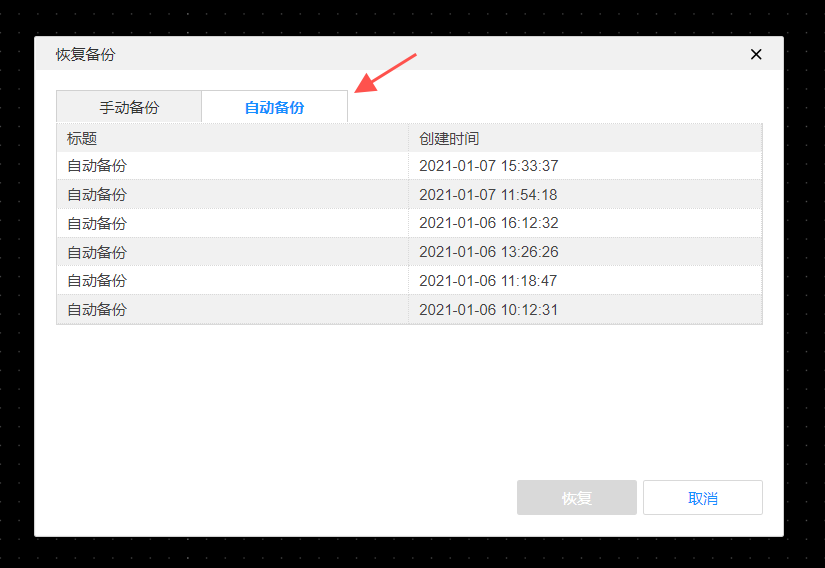 恢复备份
手动备份 自动备份
标题 创建时间
自动备份 2021-01-07 15:33:37
自动备份 2021-01-07 11:54:18
自动备份 2021-01-06 16:12:32
自动备份 2021-01-06 13:26:26
自动备份 2021-01-06 11:18:47
自动备份 2021-01-06 10:12:31
恢复 取消